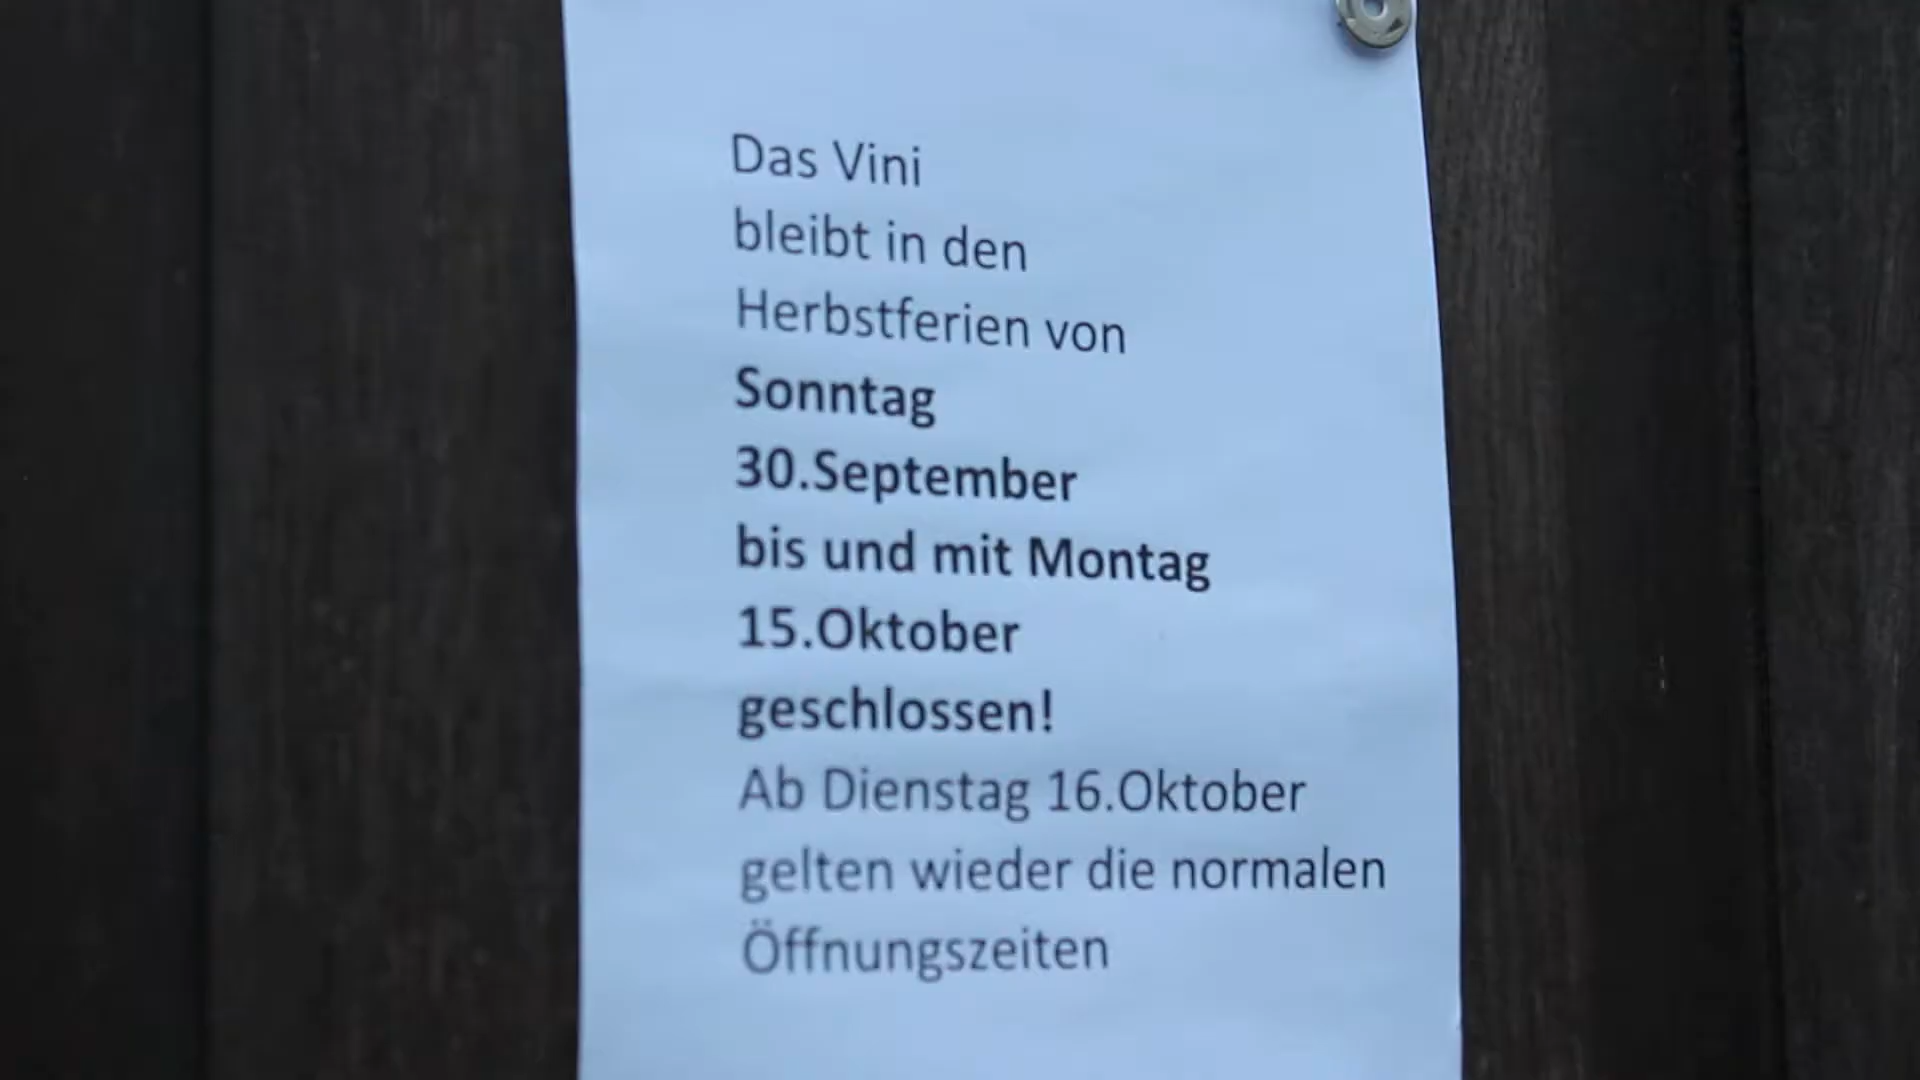 Das Vini
bleibt in den
Herbstferien von
Sonntag
30.September
bis und mit Montag
15.Oktober
geschlossen!
Ab Dienstag 16.Oktober
gelten wieder die normalen
Öffnungszeiten